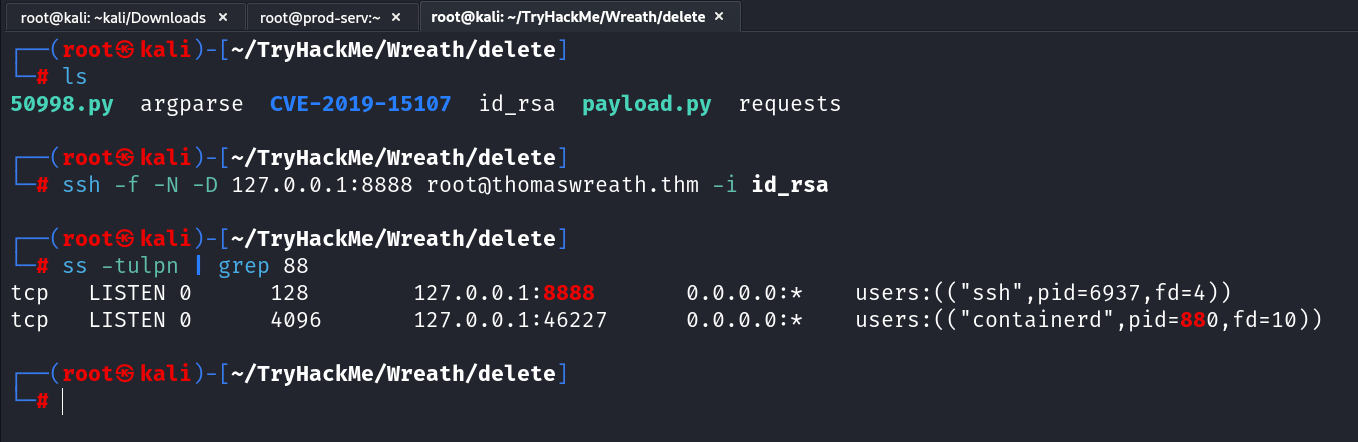 root@kali: ~kali/Downloads × root@prod-serv:~ × root@kali: ~/TryHackMe/Wreath/delete ×
┌──(root㉿kali)-[~/TryHackMe/Wreath/delete]
└─# ls
50998.py argparse CVE-2019-15107 id_rsa payload.py requests
┌──(root㉿kali)-[~/TryHackMe/Wreath/delete]
└─# ssh -f -N -D 127.0.0.1:8888 root@thomaswreath.thm -i id_rsa
┌──(root㉿kali)-[~/TryHackMe/Wreath/delete]
└─# ss -tulpn | grep 88
tcp LISTEN 0 128 127.0.0.1:8888 0.0.0.0:* users:(("ssh",pid=6937,fd=4))
tcp LISTEN 0 4096 127.0.0.1:46227 0.0.0.0:* users:(("containerd",pid=880,fd=10))
┌──(root㉿kali)-[~/TryHackMe/Wreath/delete]
└─#